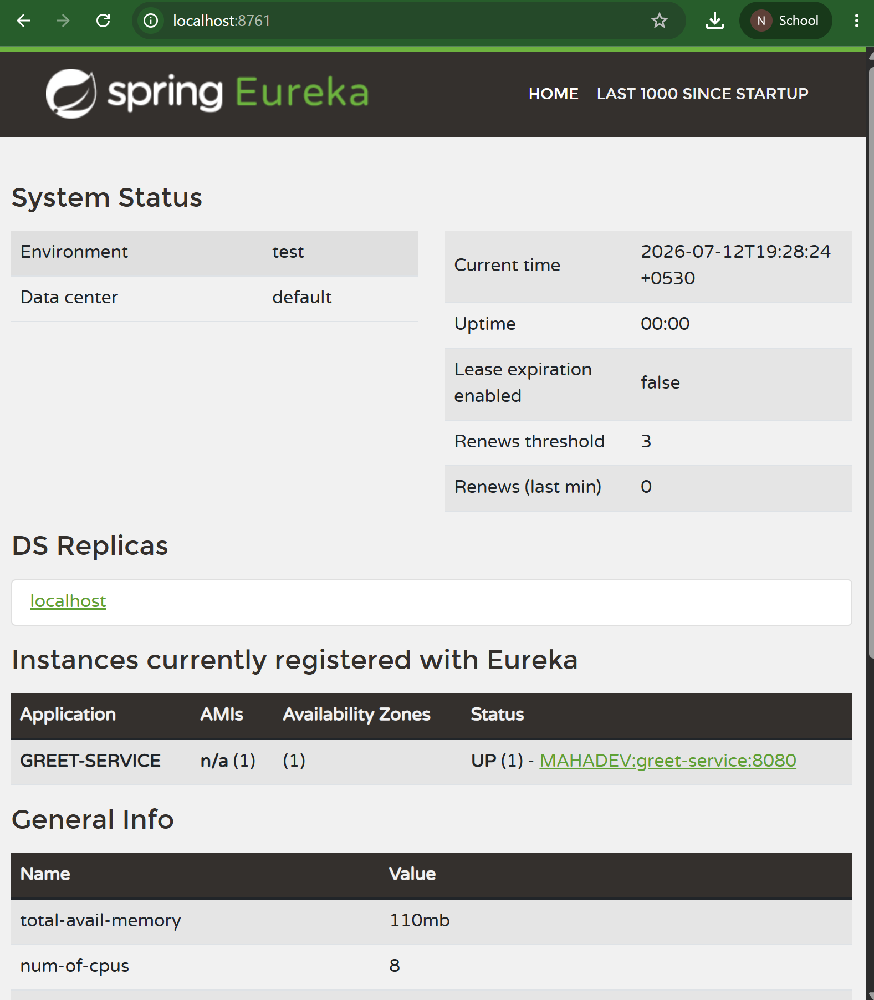 localhost:8761
N School
spring Eureka
HOME LAST 1000 SINCE STARTUP
System Status
Environment test
Data center default
Current time 2026-07-12T19:28:24 +0530
Uptime 00:00
Lease expiration enabled false
Renews threshold 3
Renews (last min) 0
DS Replicas
localhost
Instances currently registered with Eureka
Application AMIs Availability Zones Status
GREET-SERVICE n/a (1) (1) UP (1) - MAHADEV:greet-service:8080
General Info
Name Value
total-avail-memory 110mb
num-of-cpus 8